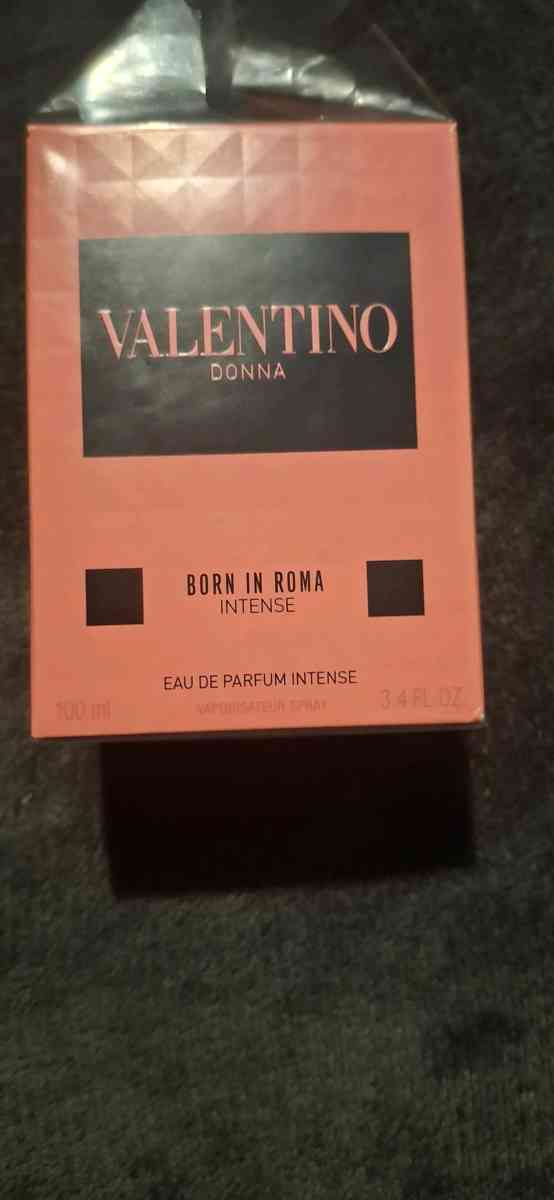 VALENTINO
DONNA
BORN IN ROMA
INTENSE
EAU DE PARFUM INTENSE
100 ml VAPORISATEUR SPRAY 3.4 FL.OZ.